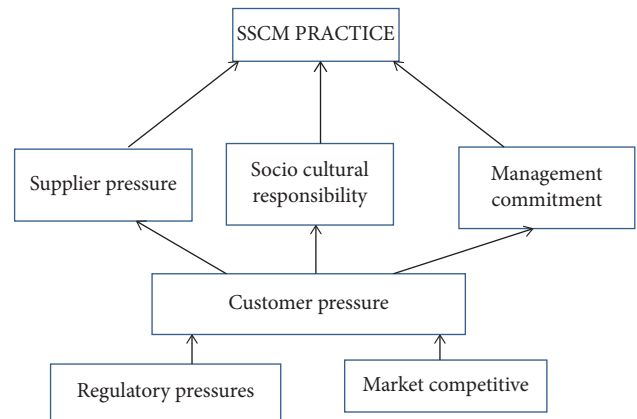 SSCM PRACTICE
Supplier pressure
Socio cultural
responsibility
Management
commitment
Customer pressure
Regulatory pressures
Market competitive